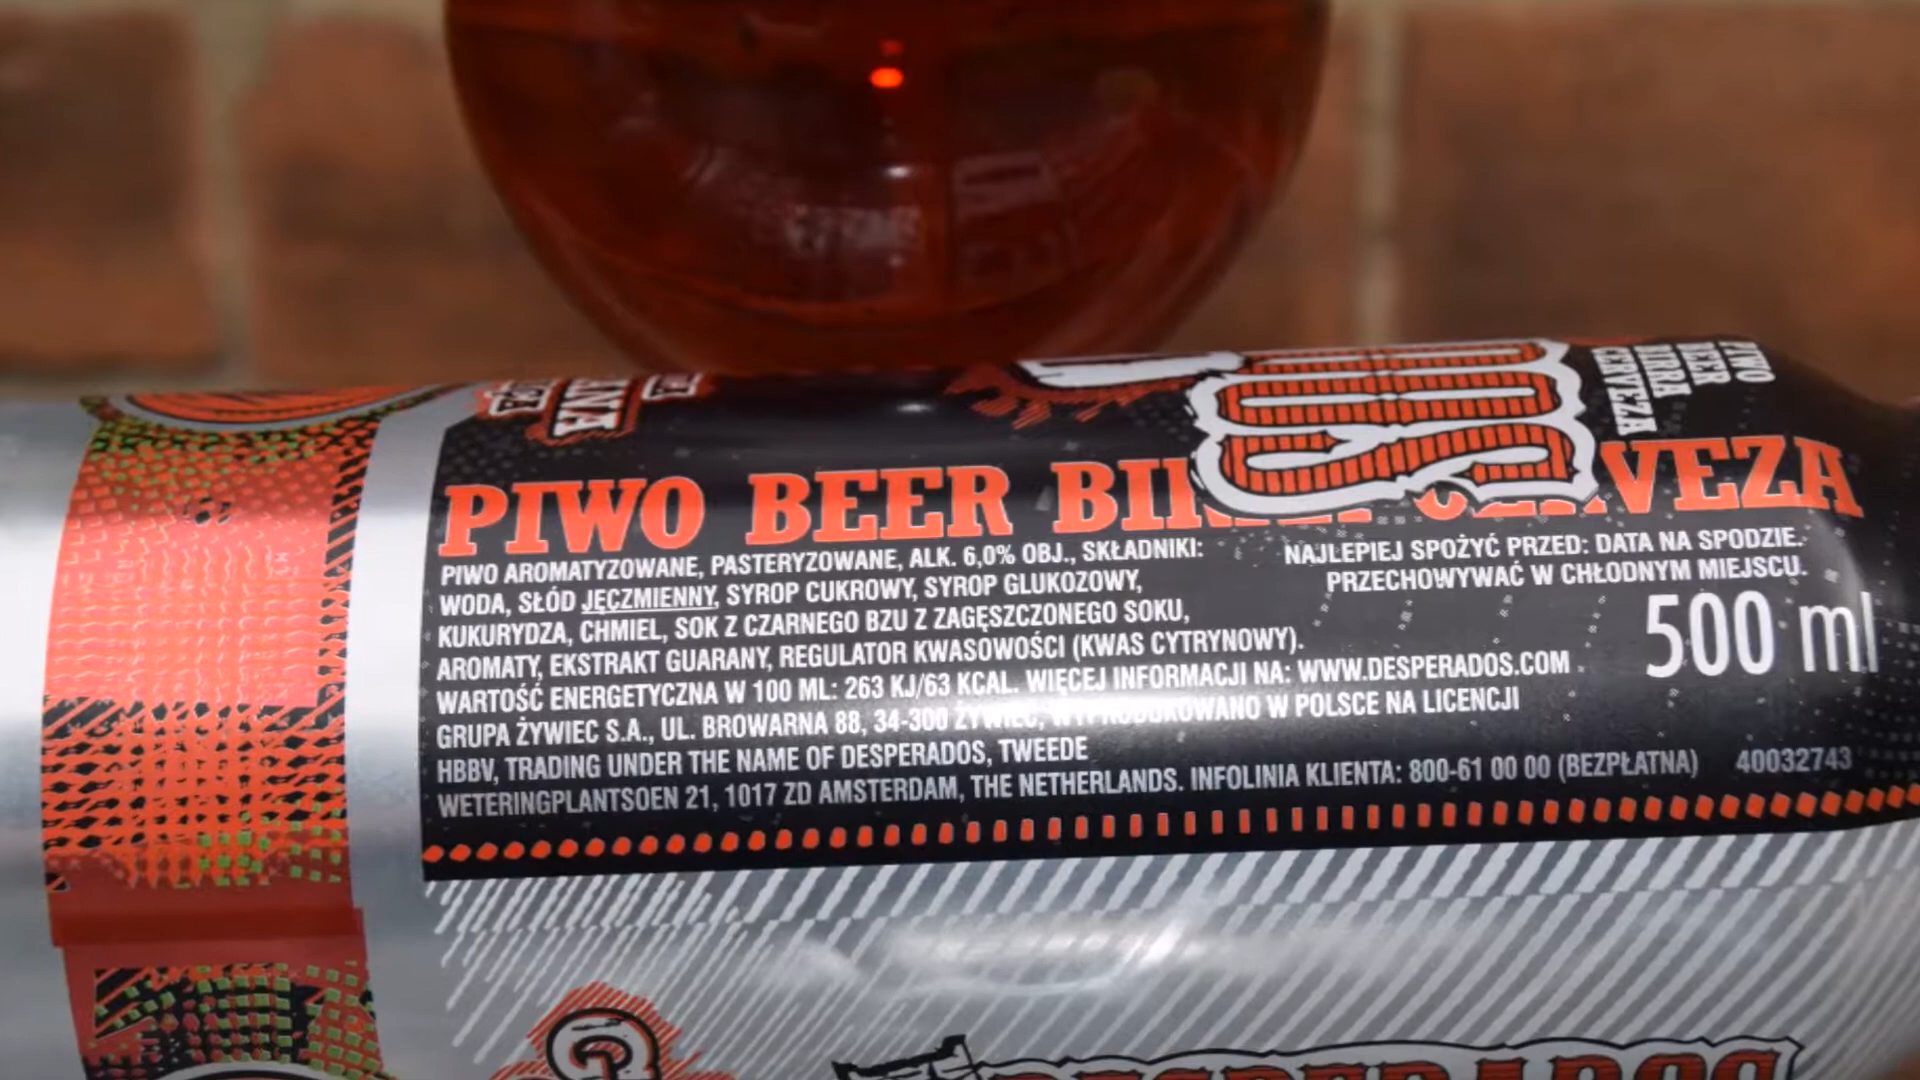 PIWO
BEER
BIRRA
CERVEZA
PIWO BEER VEZA
PIWO AROMATYZOWANE, PASTERYZOWANE, ALK. 6,0% OBJ., SKŁADNIKI:
WODA, SŁÓD JĘCZMIENNY, SYROP CUKROWY, SYROP GLUKOZOWY,
KUKURYDZA, CHMIEL, SOK Z CZARNEGO BZU Z ZAGĘSZCZONEGO SOKU,
AROMATY, EKSTRAKT GUARANY, REGULATOR KWASOWOŚCI (KWAS CYTRYNOWY).
WARTOŚĆ ENERGETYCZNA W 100 ML: 263 KJ/63 KCAL. WIĘCEJ INFORMACJI NA: WWW.DESPERADOS.COM
GRUPA ŻYWIEC S.A., UL. BROWARNA 88, 34-300 ŻYWIEC, WYPRODUKOWANO W POLSCE NA LICENCJI
HBBV, TRADING UNDER THE NAME OF DESPERADOS, TWEEDE
WETERINGPLANTSOEN 21, 1017 ZD AMSTERDAM, THE NETHERLANDS. INFOLINIA KLIENTA: 800-61 00 00 (BEZPŁATNA) 40032743
NAJLEPIEJ SPOŻYĆ PRZED: DATA NA SPODZIE.
PRZECHOWYWAĆ W CHŁODNYM MIEJSCU.
500 ml
DESPERADOS